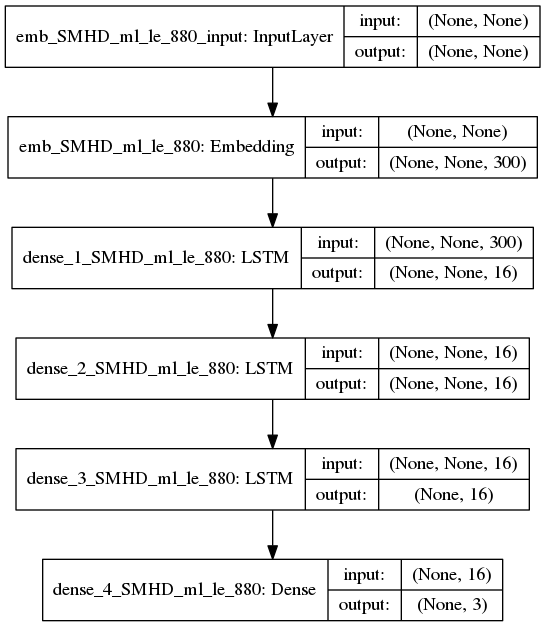 emb_SMHD_ml_le_880_input: InputLayer
input: (None, None)
output: (None, None)
emb_SMHD_ml_le_880: Embedding
input: (None, None)
output: (None, None, 300)
dense_1_SMHD_ml_le_880: LSTM
input: (None, None, 300)
output: (None, None, 16)
dense_2_SMHD_ml_le_880: LSTM
input: (None, None, 16)
output: (None, None, 16)
dense_3_SMHD_ml_le_880: LSTM
input: (None, None, 16)
output: (None, 16)
dense_4_SMHD_ml_le_880: Dense
input: (None, 16)
output: (None, 3)